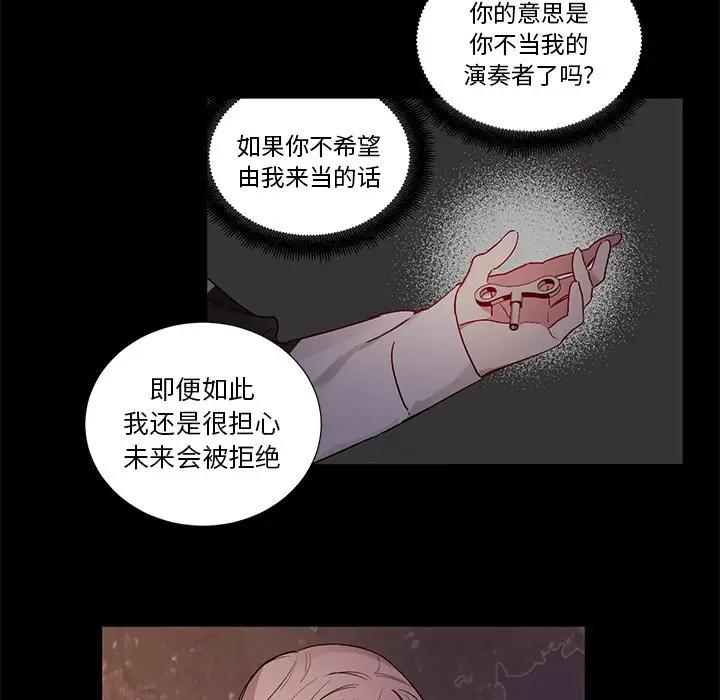 你的意思是
你不当我的
演奏者了吗?
如果你不希望
由我来当的话
即便如此
我还是很担心
未来会被拒绝